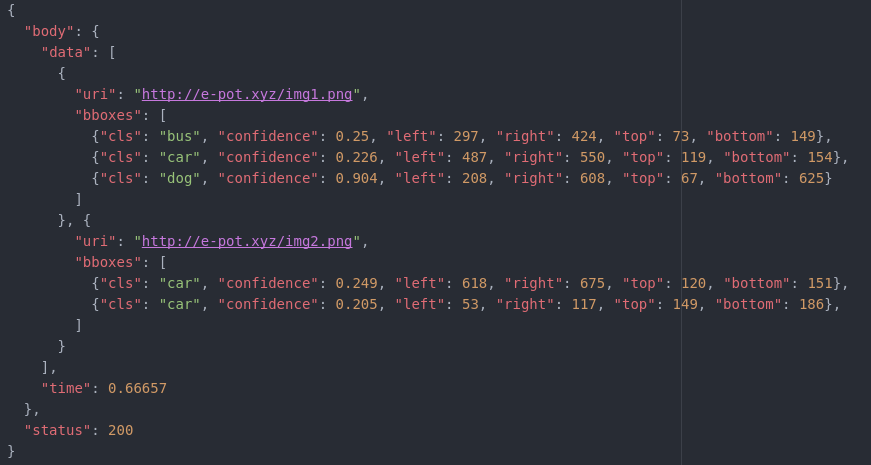 {
  "body": {
    "data": [
      {
        "uri": "http://e-pot.xyz/img1.png",
        "bboxes": [
          {"cls": "bus", "confidence": 0.25, "left": 297, "right": 424, "top": 73, "bottom": 149},
          {"cls": "car", "confidence": 0.226, "left": 487, "right": 550, "top": 119, "bottom": 154},
          {"cls": "dog", "confidence": 0.904, "left": 208, "right": 608, "top": 67, "bottom": 625}
        ]
      }, {
        "uri": "http://e-pot.xyz/img2.png",
        "bboxes": [
          {"cls": "car", "confidence": 0.249, "left": 618, "right": 675, "top": 120, "bottom": 151},
          {"cls": "car", "confidence": 0.205, "left": 53, "right": 117, "top": 149, "bottom": 186},
        ]
      }
    ],
    "time": 0.66657
  },
  "status": 200
}